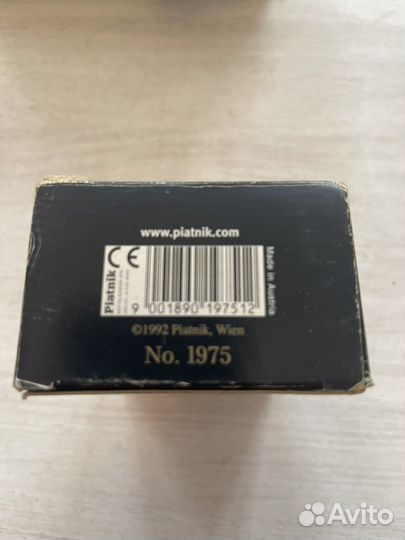 www.piatnik.com
CE
Piatnik
9 001890 197512
Made in Austria
©1992 Piatnik, Wien
No. 1975
Avito